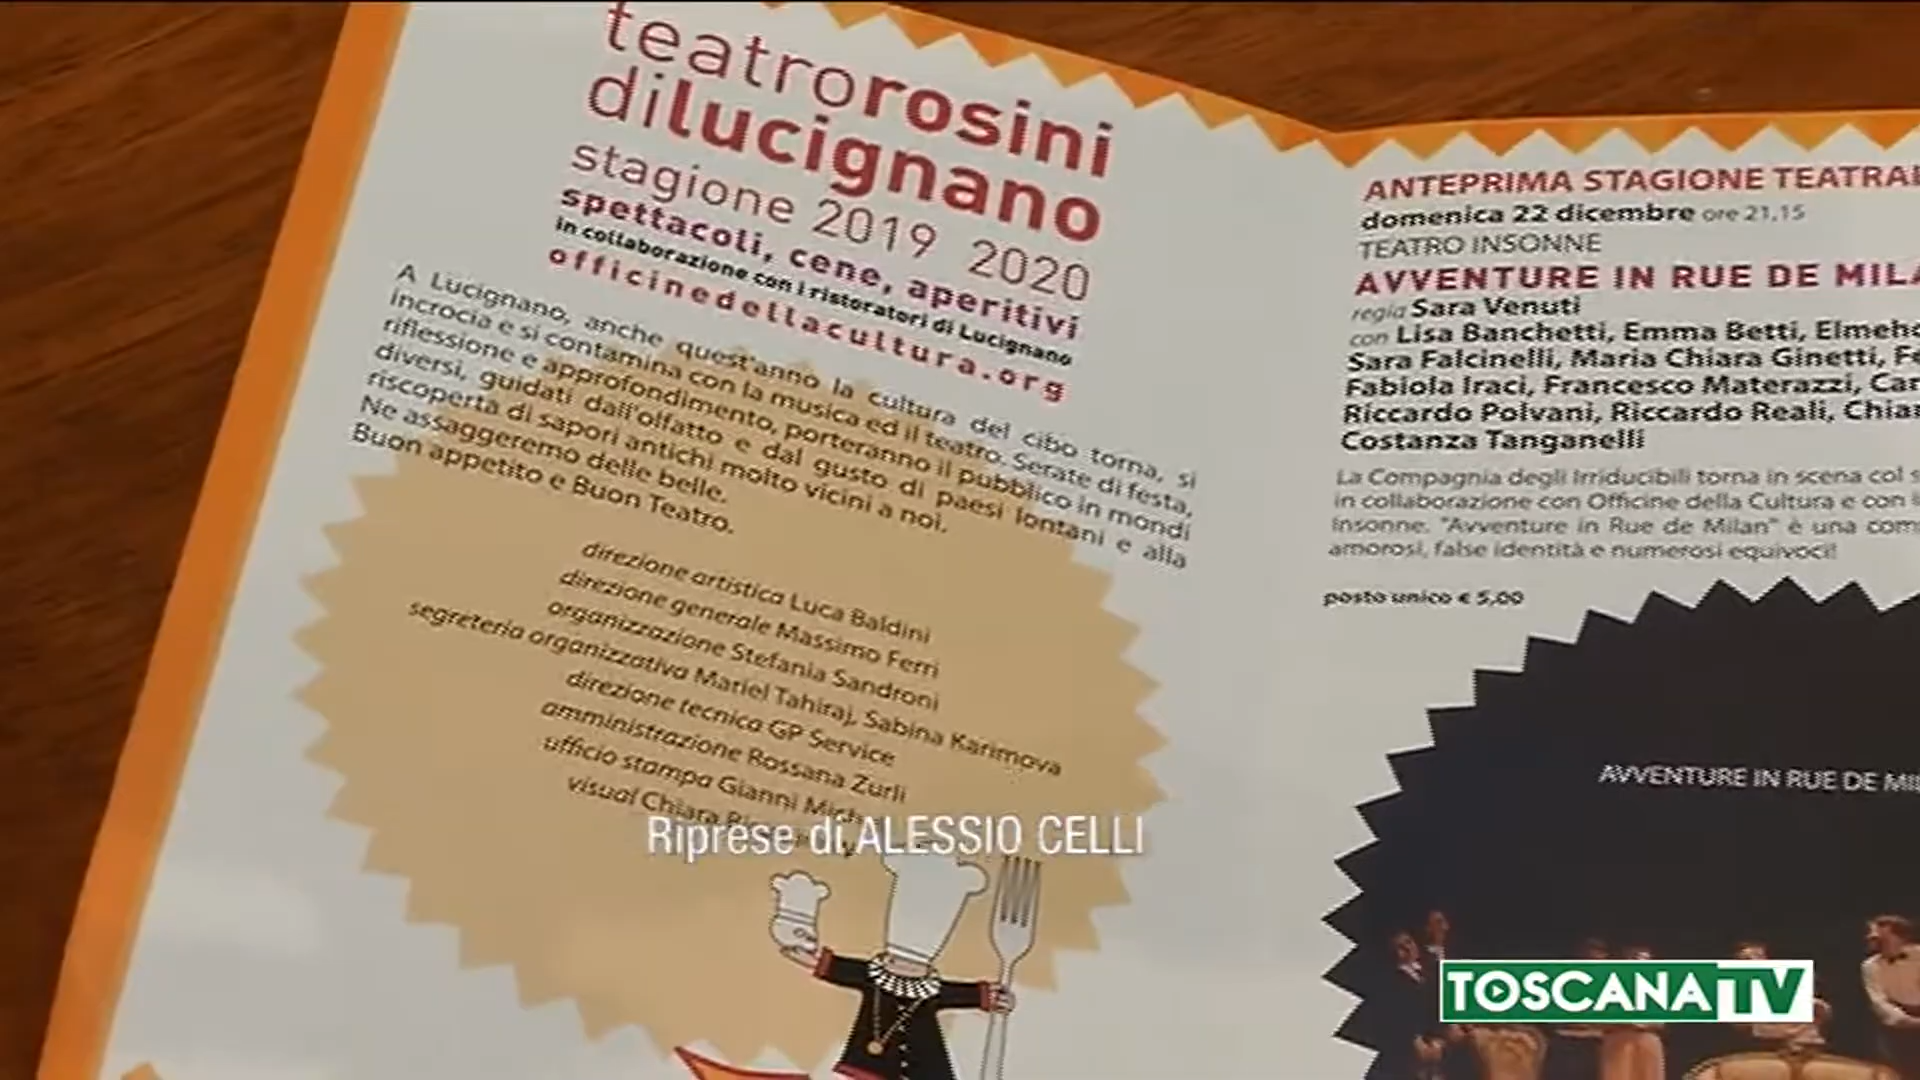 teatrorosini
dilucignano
stagione 2019 2020
spettacoli, cene, aperitivi
in collaborazione con i ristoratori di Lucignano
officinedellacultura.org
A Lucignano, anche quest'anno la cultura del cibo torna, si
incrocia e si contamina con la musica ed il teatro. Serate di festa,
riflessione e approfondimento, porteranno il pubblico in mondi
diversi, guidati dall'olfatto e dal gusto di paesi lontani e alla
riscoperta di sapori antichi molto vicini a noi.
Ne assaggeremo delle belle.
Buon appetito e Buon Teatro.
direzione artistica Luca Baldini
direzione generale Massimo Ferri
organizzazione Stefania Sandroni
segreteria organizzativa Mariel Tahiraj, Sabina Karimova
direzione tecnica GP Service
amministrazione Rossana Zurli
ufficio stampa Gianni
visual Chiara
Riprese di ALESSIO CELLI
ANTEPRIMA STAGIONE
domenica 22 dicembre ore 21,15
TEATRO INSONNE
AVVENTURE IN RUE DE
regia Sara Venuti
con Lisa Banchetti, Emma Betti,
Sara Falcinelli, Maria Chiara Ginetti,
Fabiola Iraci, Francesco Materazzi,
Riccardo Polvani, Riccardo Reali,
Costanza Tanganelli
La Compagnia degli Irriducibili torna in scena col
in collaborazione con Officine della Cultura e con
Insonne. "Avventure in Rue de Milan" è una
amorosi, false identità e numerosi equivoci!
posto unico € 5,00
AVVENTURE IN RUE DE
TOSCANA TV